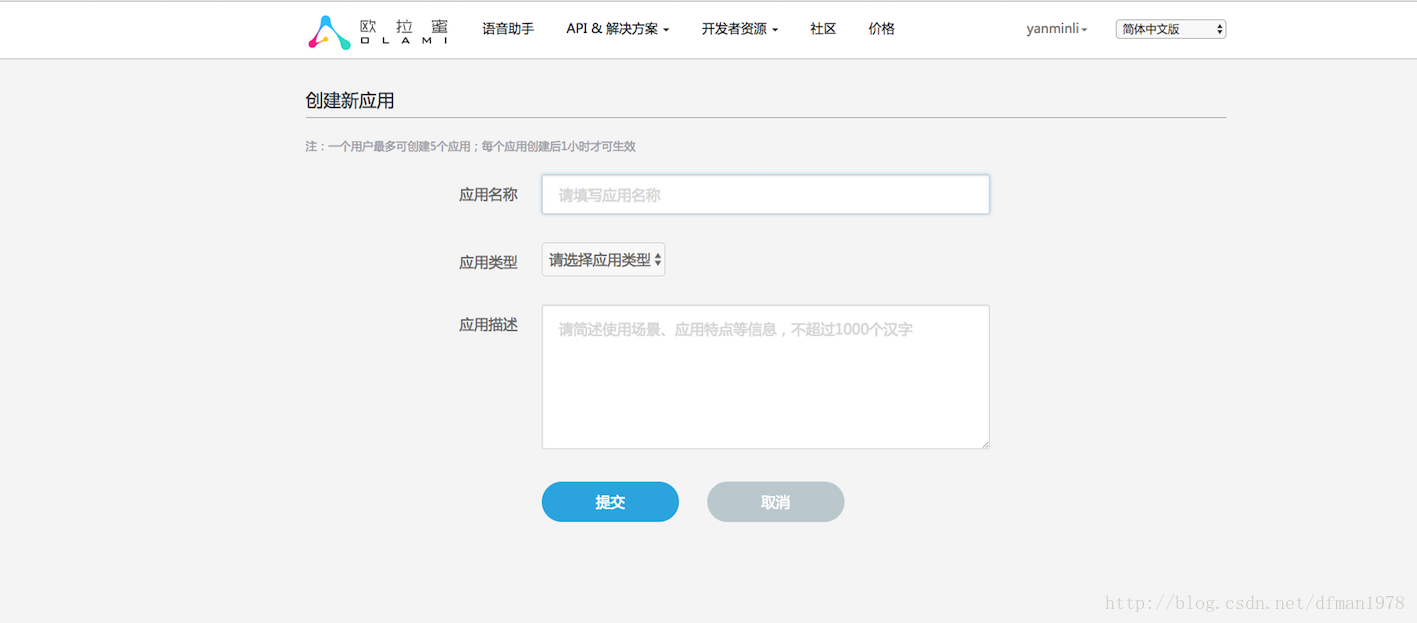 欧拉蜜 语音助手 API & 解决方案 开发者资源 社区 价格 yanminli 简体中文版
OLAMI
创建新应用
注：一个用户最多可创建5个应用；每个应用创建后1小时才可生效
应用名称 请填写应用名称
应用类型 请选择应用类型
应用描述 请简述使用场景、应用特点等信息，不超过1000个汉字
提交 取消
http://blog.csdn.net/dfman1978